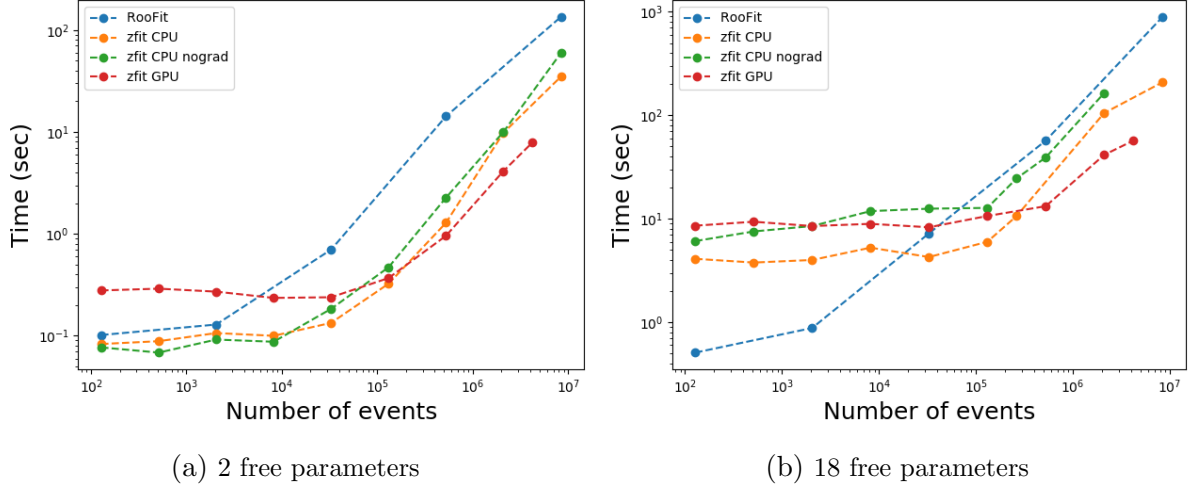 RooFit
zfit CPU
zfit CPU nograd
zfit GPU
Time (sec)
10²
10¹
10⁰
10⁻¹
10² 10³ 10⁴ 10⁵ 10⁶ 10⁷
Number of events
(a) 2 free parameters
RooFit
zfit CPU
zfit CPU nograd
zfit GPU
Time (sec)
10³
10²
10¹
10⁰
10² 10³ 10⁴ 10⁵ 10⁶ 10⁷
Number of events
(b) 18 free parameters